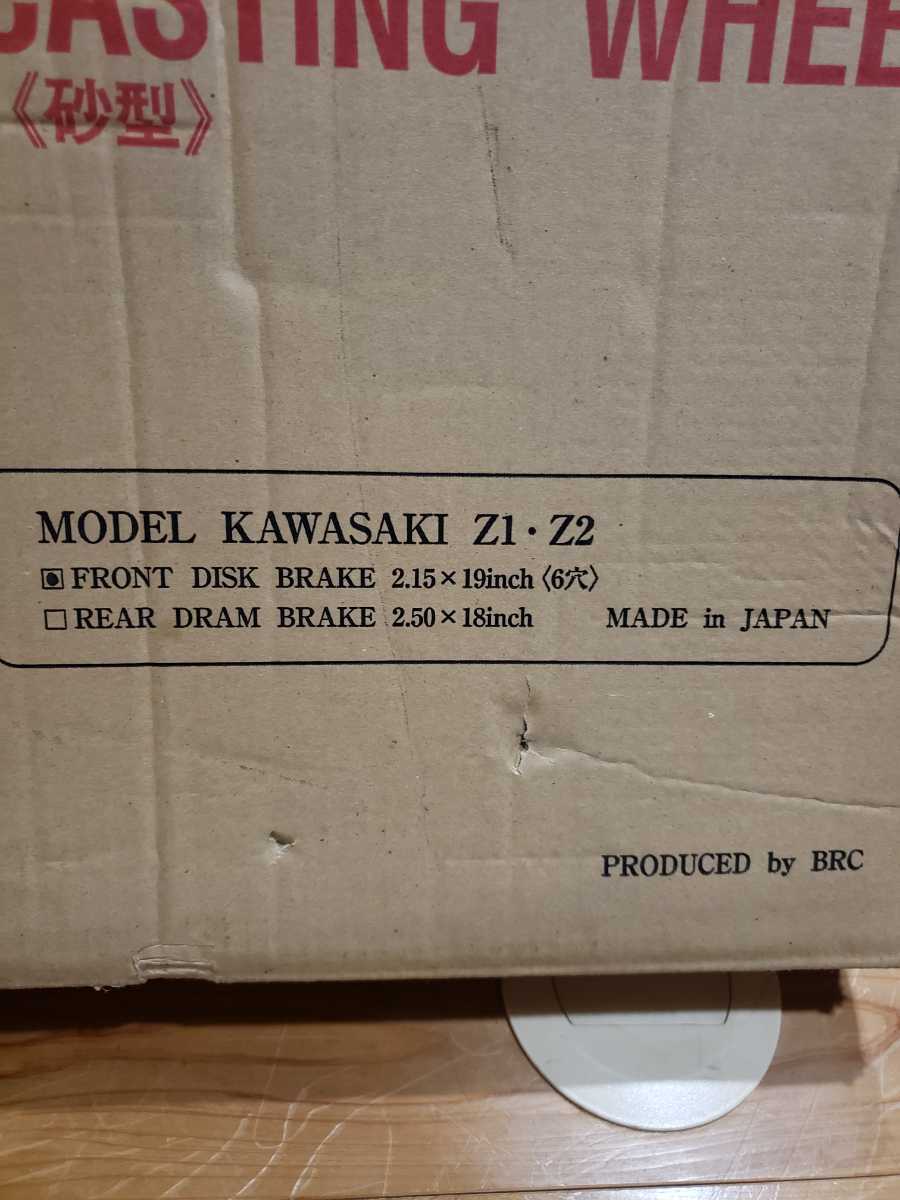 CASTING WHEE
《砂型》
MODEL KAWASAKI Z1・Z2
FRONT DISK BRAKE 2.15×19inch〈6穴〉
REAR DRAM BRAKE 2.50×18inch MADE in JAPAN
PRODUCED by BRC